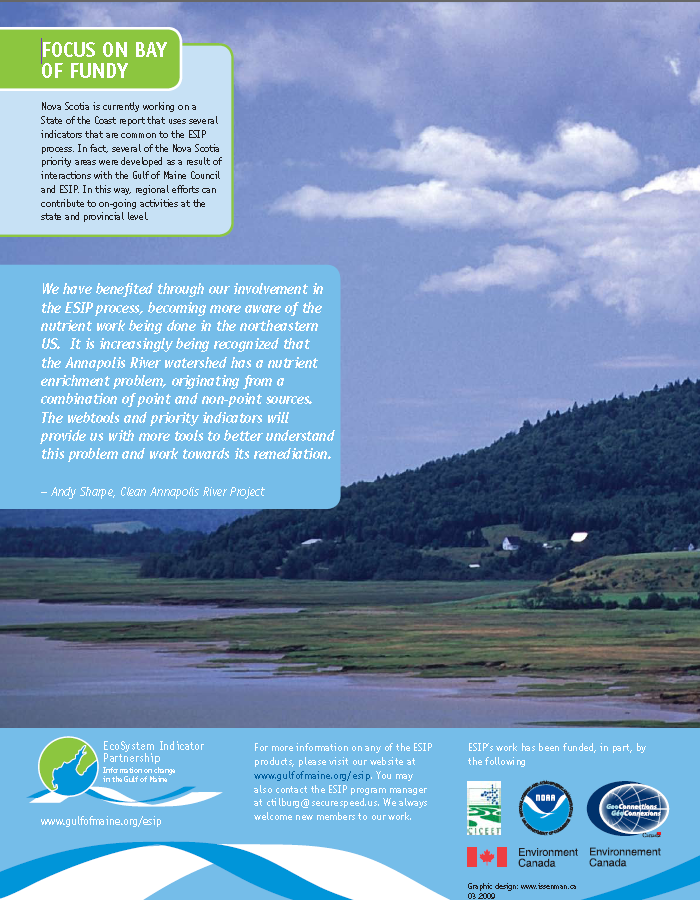 FOCUS ON BAY
OF FUNDY
Nova Scotia is currently working on a
State of the Coast report that uses several
indicators that are common to the ESIP
process. In fact, several of the Nova Scotia
priority areas were developed as a result of
interactions with the Gulf of Maine Council
and ESIP. In this way, regional efforts can
contribute to on-going activities at the
state and provincial level.
We have benefited through our involvement in
the ESIP process, becoming more aware of the
nutrient work being done in the northeastern
US.  It is increasingly being recognized that
the Annapolis River watershed has a nutrient
enrichment problem, originating from a
combination of point and non-point sources.
The webtools and priority indicators will
provide us with more tools to better understand
this problem and work towards its remediation.
– Andy Sharpe, Clean Annapolis River Project
EcoSystem Indicator
Partnership
Information on change
in the Gulf of Maine
www.gulfofmaine.org/esip
For more information on any of the ESIP
products, please visit our website at
www.gulfofmaine.org/esip. You may
also contact the ESIP program manager
at ctilburg@securespeed.us. We always
welcome new members to our work.
ESIP's work has been funded, in part, by
the following
CICEET
NOAA
GeoConnections
GéoConnexions
Canada
Environment
Canada
Environnement
Canada
Graphic design: www.issenman.ca
03.2009